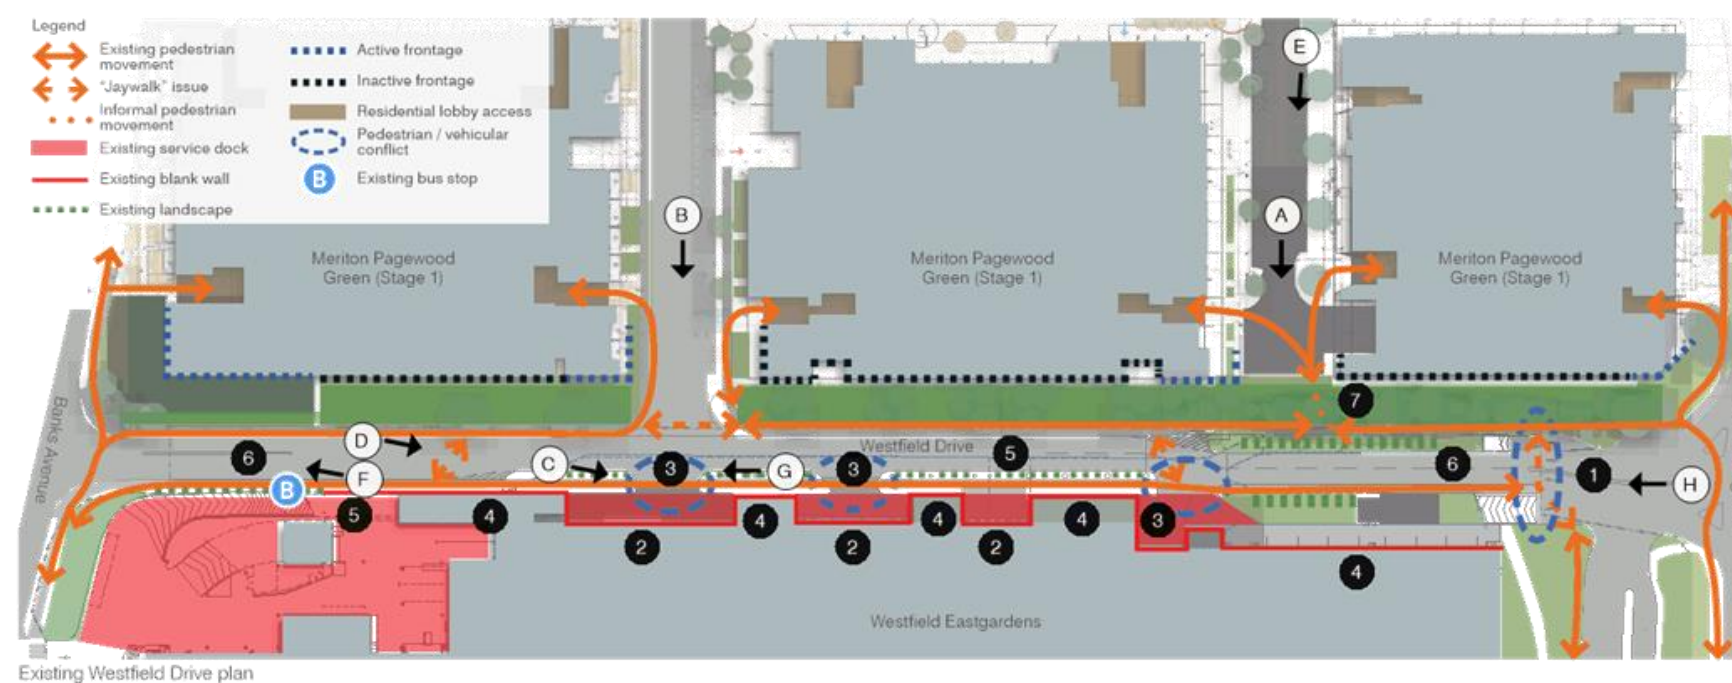 Legend
Existing pedestrian
movement
"Jaywalk" issue
Informal pedestrian
movement
Existing service dock
Existing blank wall
Existing landscape
Active frontage
Inactive frontage
Residential lobby access
Pedestrian / vehicular
conflict
B
Existing bus stop
E
B
A
Meriton Pagewood
Green (Stage 1)
Meriton Pagewood
Green (Stage 1)
Meriton Pagewood
Green (Stage 1)
Banks Avenue
7
D
Westfield Drive
6
C
3
G
3
5
6
1
H
F
B
5
4
4
4
4
3
2
2
2
4
Westfield Eastgardens
Existing Westfield Drive plan